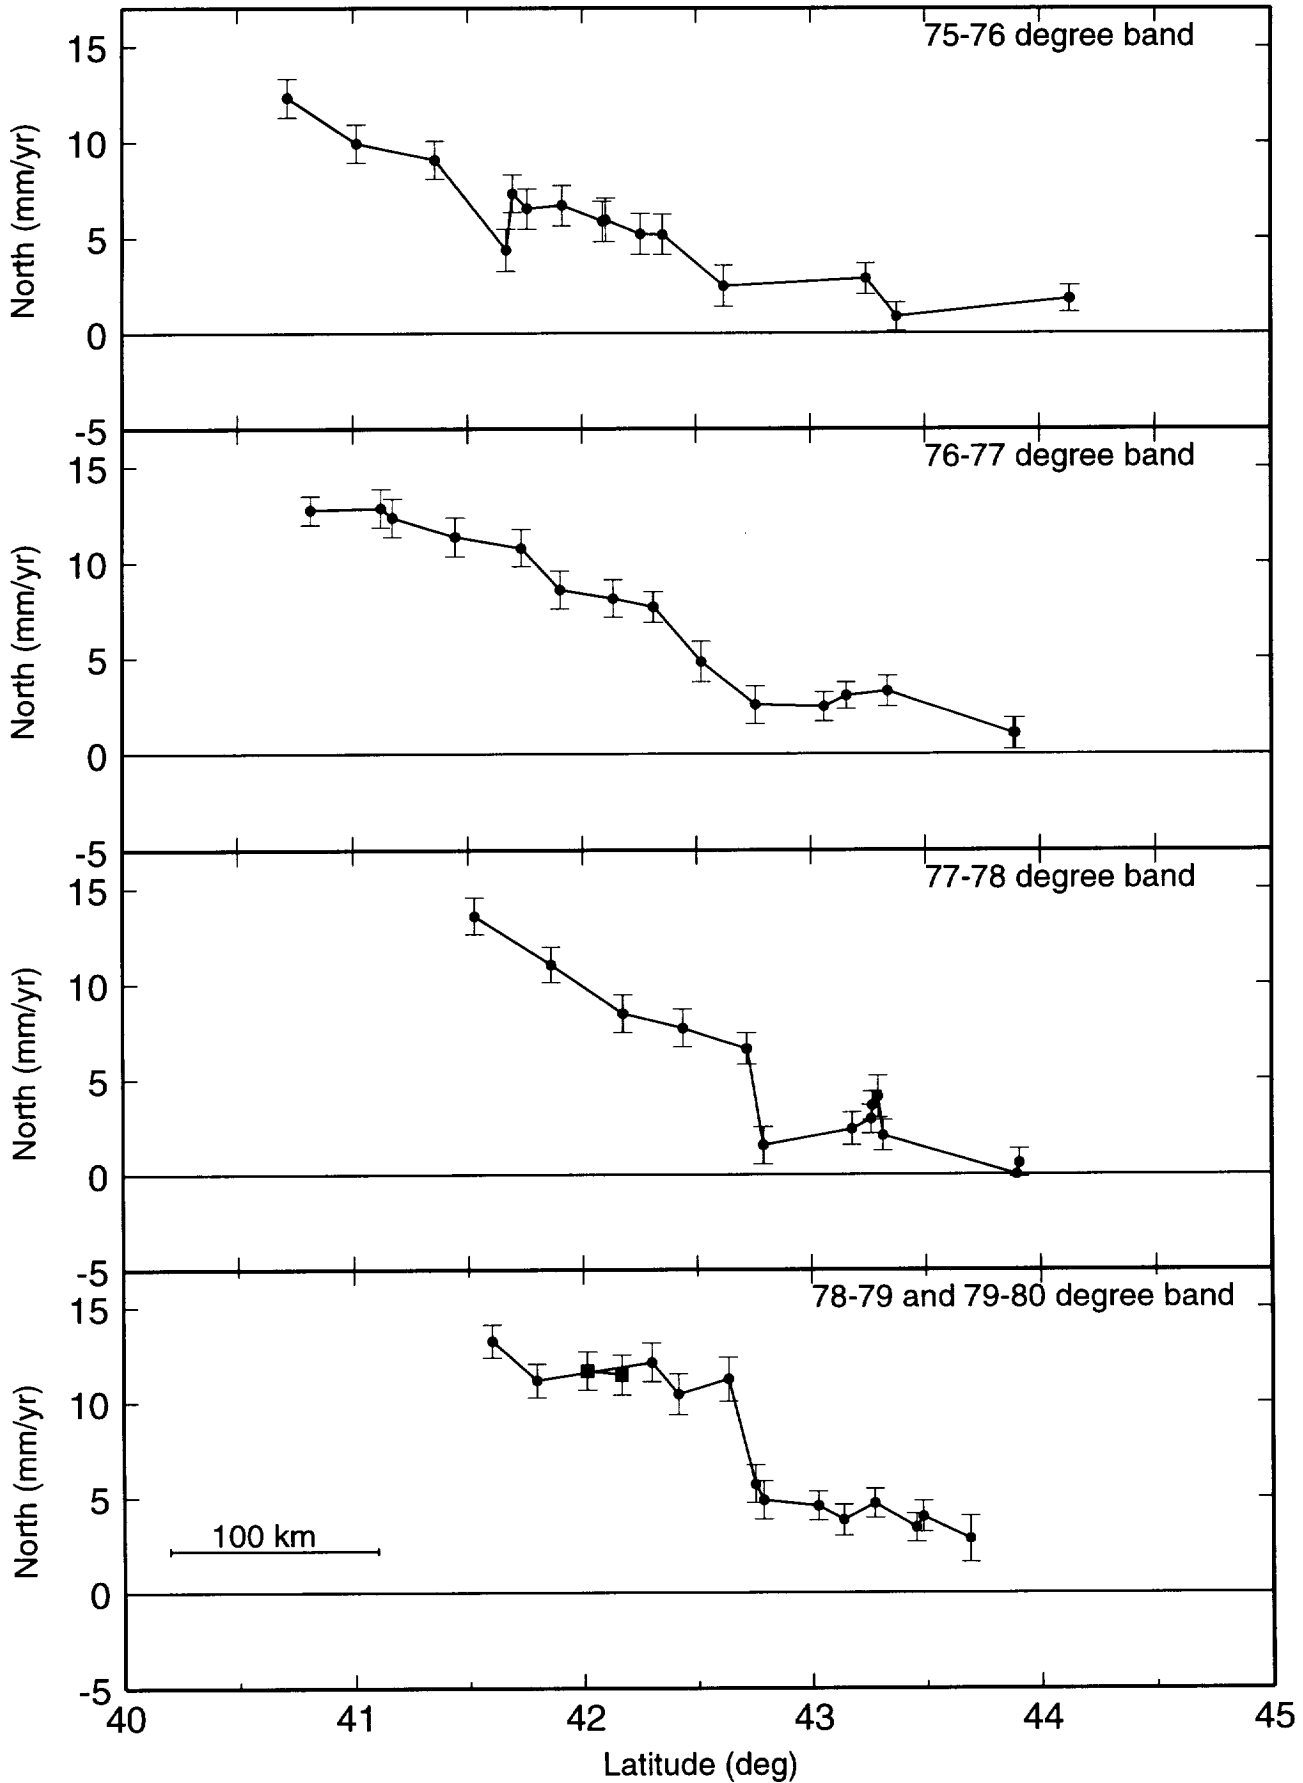 75-76 degree band
15
10
5
0
-5
North (mm/yr)
76-77 degree band
15
10
5
0
-5
North (mm/yr)
77-78 degree band
15
10
5
0
-5
North (mm/yr)
78-79 and 79-80 degree band
15
10
5
0
-5
North (mm/yr)
100 km
40 41 42 43 44 45
Latitude (deg)